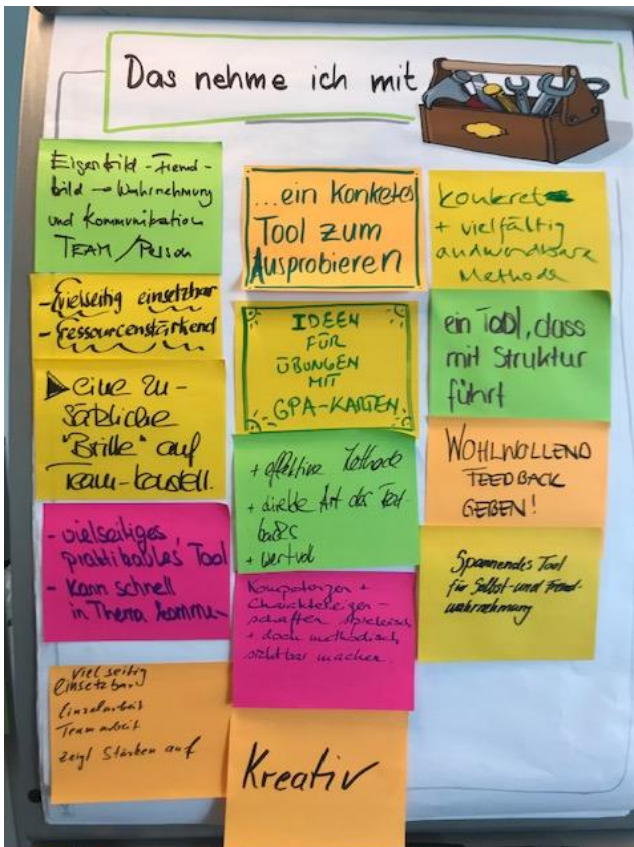 Das nehme ich mit
Eigenbild - Fremd-
bild → Wahrnehmung
und Kommunikation
TEAM / Person
- vielseitig einsetzbar
- ressourcenstärkend
▶ eine zu-
sätzliche
"Brille" auf
Team-konstell.
- vielseitiges
praktikables Tool
- kann schnell
in Thema kommen
vielseitig
einsetzbar
Einzelarbeit
Teamarbeit
zeigt Stärken auf
...ein konketes
Tool zum
Ausprobieren
IDEEN
FÜR
ÜBUNGEN
MIT
GPA-KARTEN
+ effektive Methode
+ direkte Art des Feed-
backs
+ wertvoll
Kompetenzen +
Charaktereigen-
schaften spielerisch
+ doch methodisch
sichtbar machen.
Kreativ
konkret
+ vielfältig
andwendbare
Methode
ein Tool, dass
mit Struktur
führt
WOHLWOLLEND
FEEDBACK
GEBEN!
Spannendes Tool
für Selbst- und Fremd-
wahrnehmung